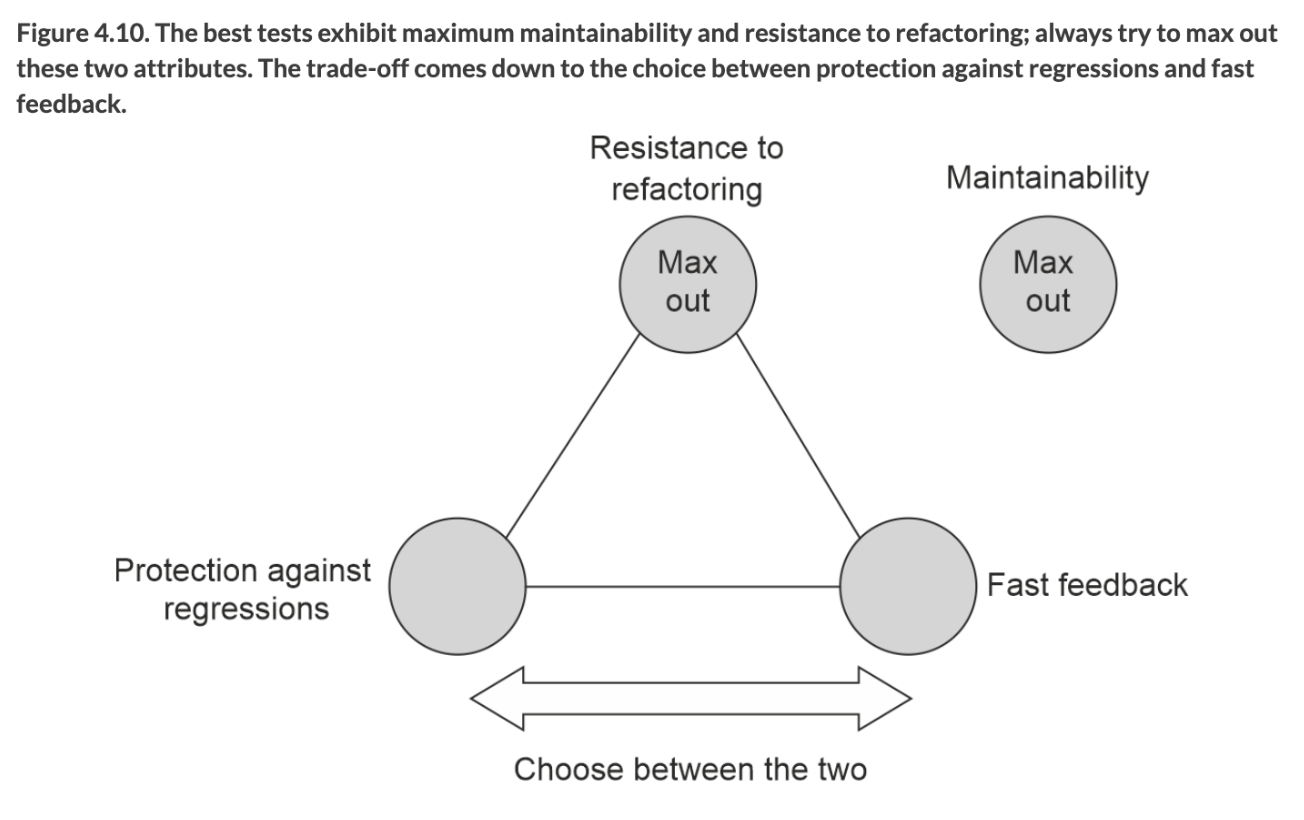 Figure 4.10. The best tests exhibit maximum maintainability and resistance to refactoring; always try to max out
these two attributes. The trade-off comes down to the choice between protection against regressions and fast
feedback.
Resistance to
refactoring
Maintainability
Max
out
Max
out
Protection against
regressions
Fast feedback
Choose between the two